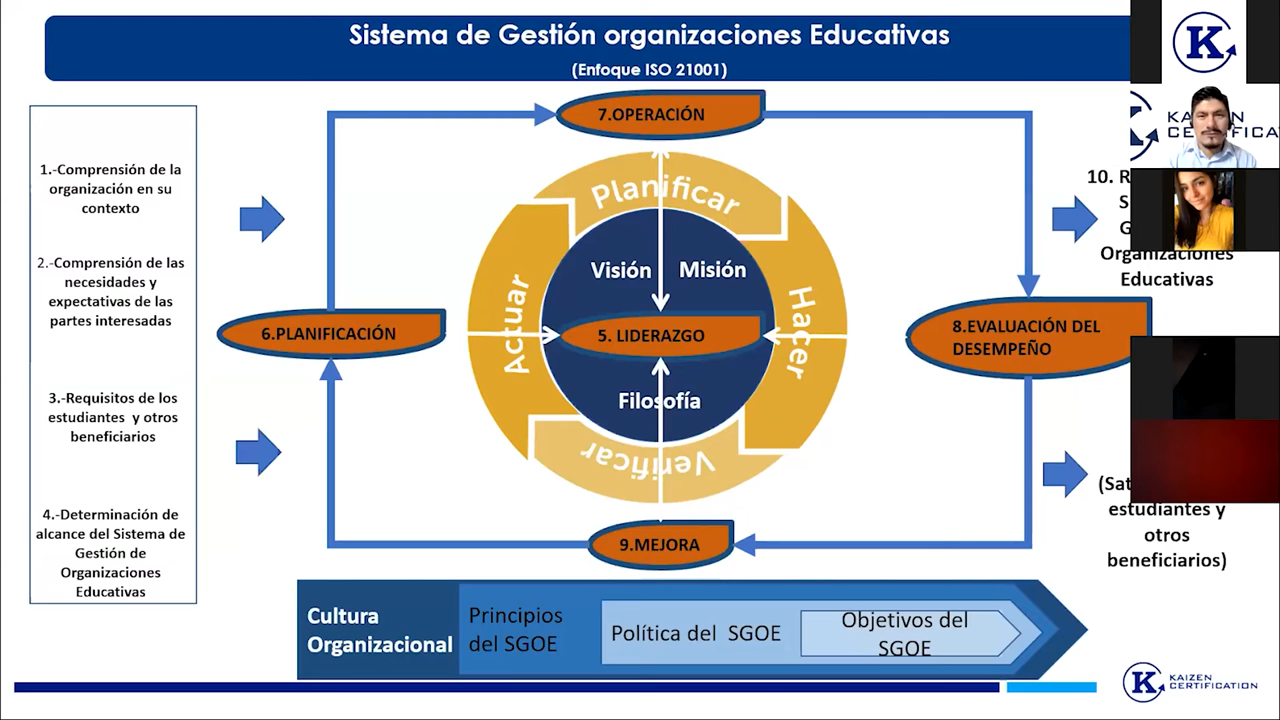 Sistema de Gestión organizaciones Educativas
(Enfoque ISO 21001)
1.-Comprensión de la
organización en su
contexto
2.-Comprensión de las
necesidades y
expectativas de las
partes interesadas
3.-Requisitos de los
estudiantes y otros
beneficiarios
4.-Determinación de
alcance del Sistema de
Gestión de
Organizaciones
Educativas
7.OPERACIÓN
Planificar
Hacer
Verificar
Actuar
Visión
Misión
5. LIDERAZGO
Filosofía
6.PLANIFICACIÓN
8.EVALUACIÓN DEL
DESEMPEÑO
9.MEJORA
10.
Organizaciones
Educativas
estudiantes y
otros
beneficiarios)
Cultura
Organizacional
Principios
del SGOE
Política del SGOE
Objetivos del
SGOE
K
KAIZEN
CERTIFICA
K
KAIZEN
CERTIFICATION